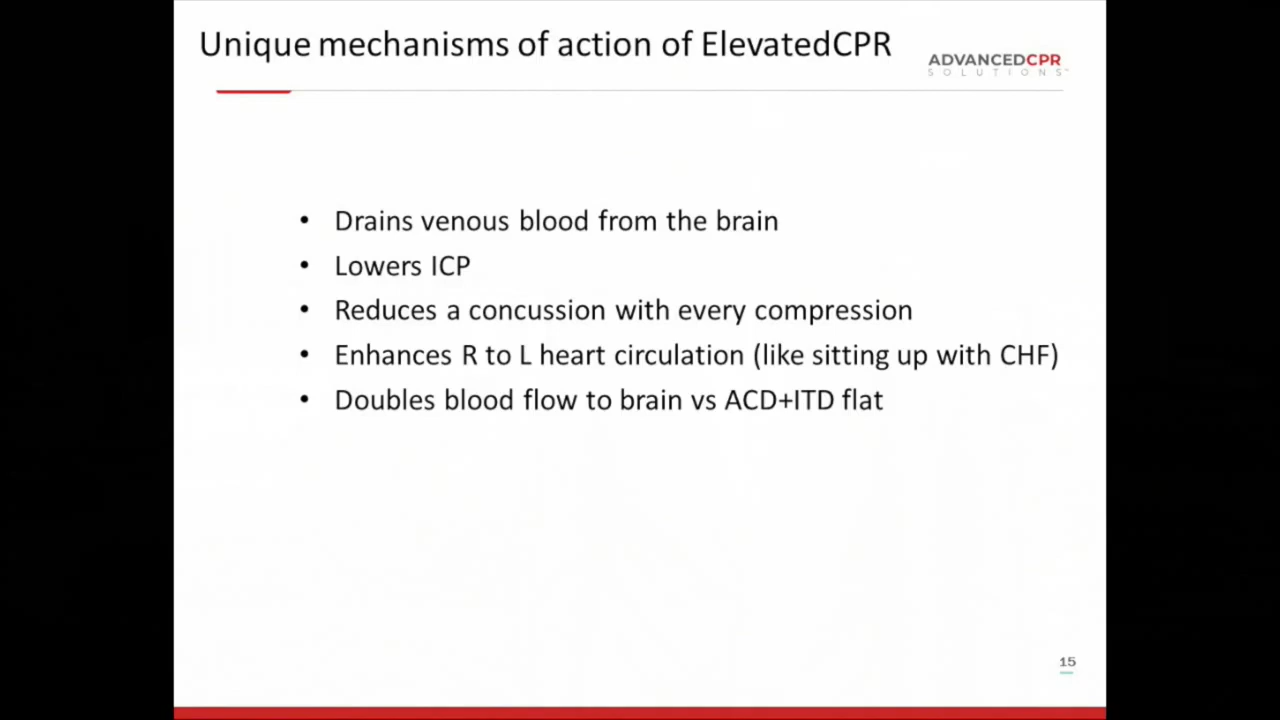 Unique mechanisms of action of ElevatedCPR
ADVANCEDCPR
SOLUTIONS™
• Drains venous blood from the brain
• Lowers ICP
• Reduces a concussion with every compression
• Enhances R to L heart circulation (like sitting up with CHF)
• Doubles blood flow to brain vs ACD+ITD flat
15